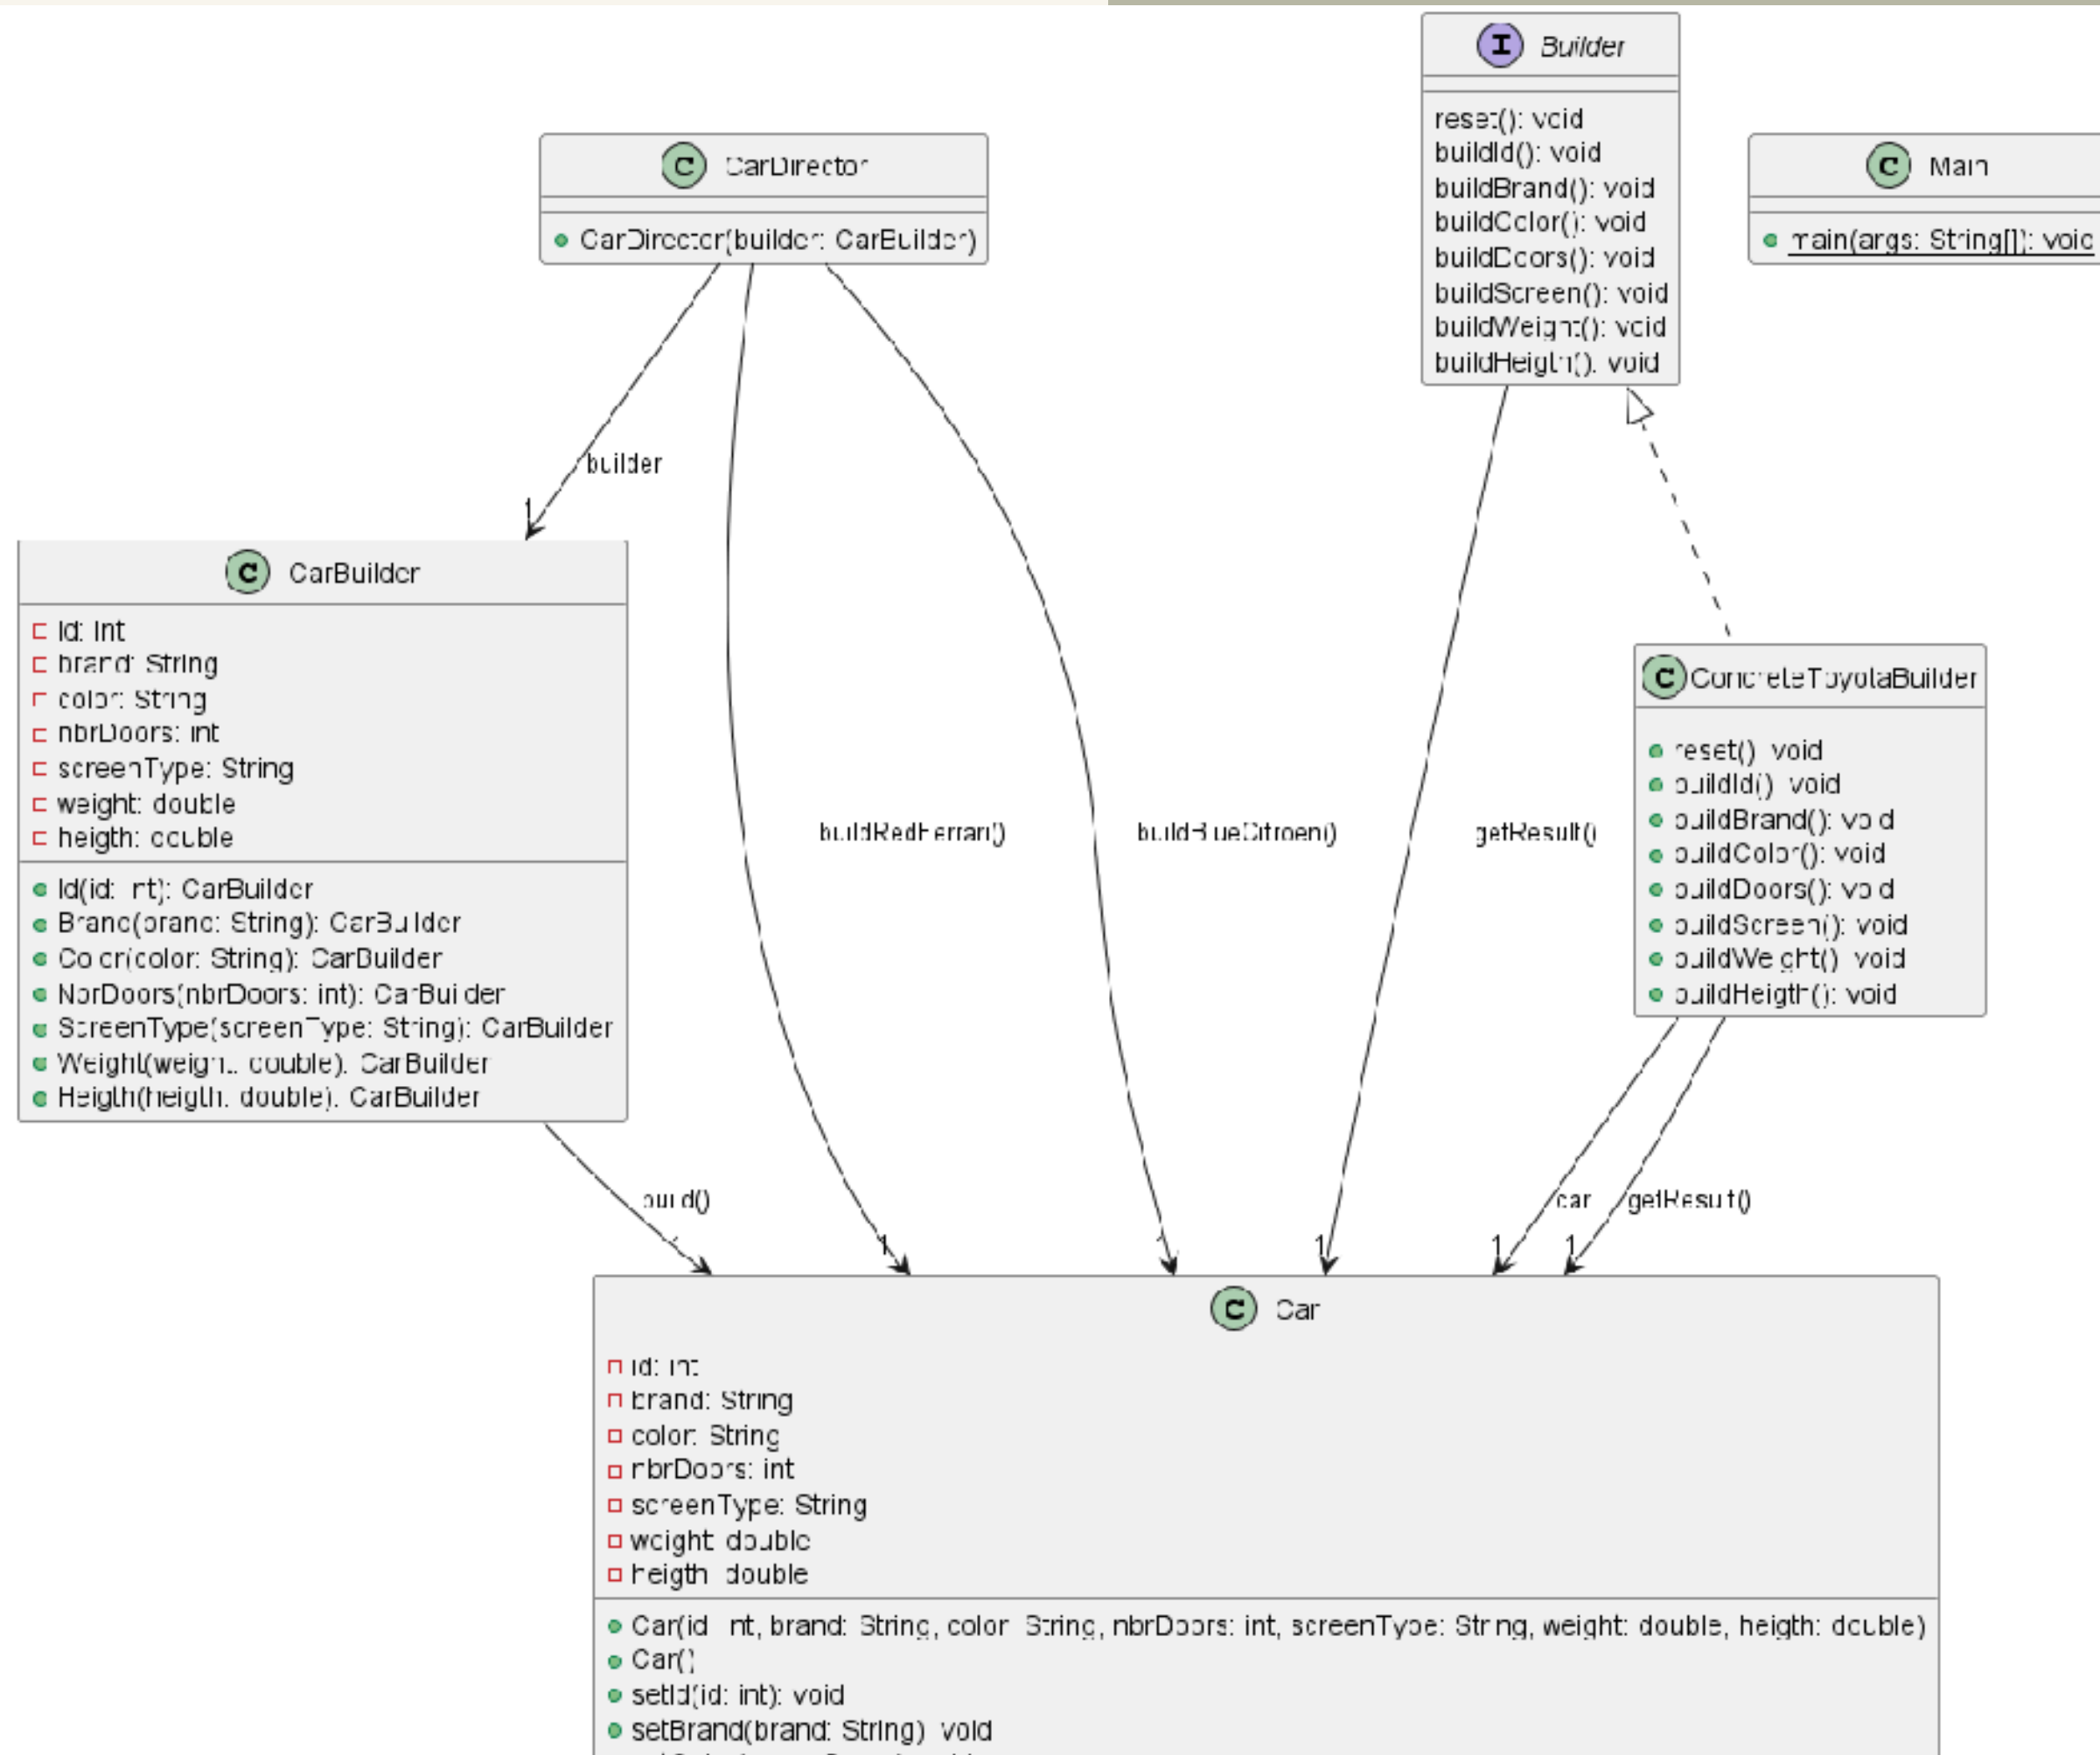 I Builder
reset(): void
buildId(): void
buildBrand(): void
buildColor(): void
buildDoors(): void
buildScreen(): void
buildWeight(): void
buildHeigth(): void
C CarDirector
CarDirector(builder: CarBuilder)
C Main
main(args: String[]): void
builder
1
C CarBuilder
id: int
brand: String
color: String
nbrDoors: int
screenType: String
weight: double
heigth: double
Id(id: int): CarBuilder
Brand(brand: String): CarBuilder
Color(color: String): CarBuilder
NbrDoors(nbrDoors: int): CarBuilder
ScreenType(screenType: String): CarBuilder
Weight(weight: double): CarBuilder
Heigth(heigth: double): CarBuilder
C ConcreteToyotaBuilder
reset(): void
buildId(): void
buildBrand(): void
buildColor(): void
buildDoors(): void
buildScreen(): void
buildWeight(): void
buildHeigth(): void
buildRedFerrari()
buildBlueCitroen()
getResult()
build()
car
getResult()
1
1
1
1
C Car
id: int
brand: String
color: String
nbrDoors: int
screenType: String
weight: double
heigth: double
Car(id: int, brand: String, color: String, nbrDoors: int, screenType: String, weight: double, heigth: double)
Car()
setId(id: int): void
setBrand(brand: String): void